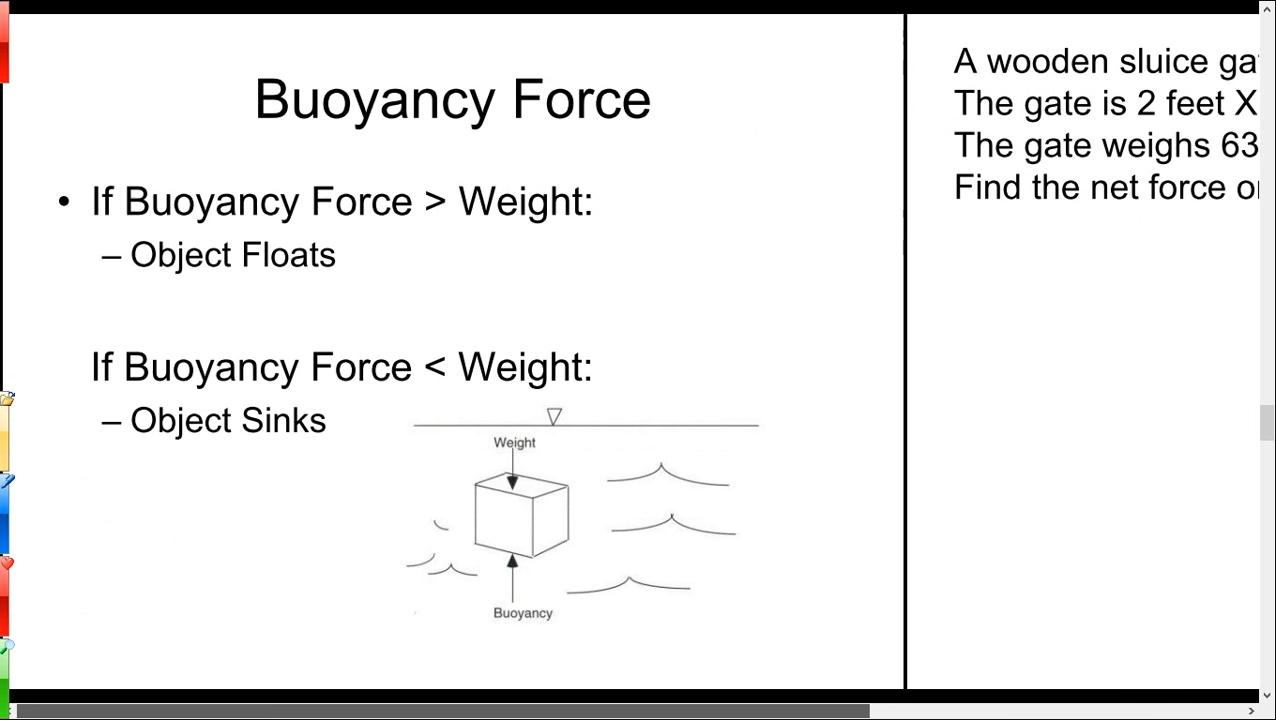 Buoyancy Force
• If Buoyancy Force > Weight:
– Object Floats
If Buoyancy Force < Weight:
– Object Sinks
Weight
Buoyancy
A wooden sluice
The gate is 2 feet X
The gate weighs 63
Find the net force